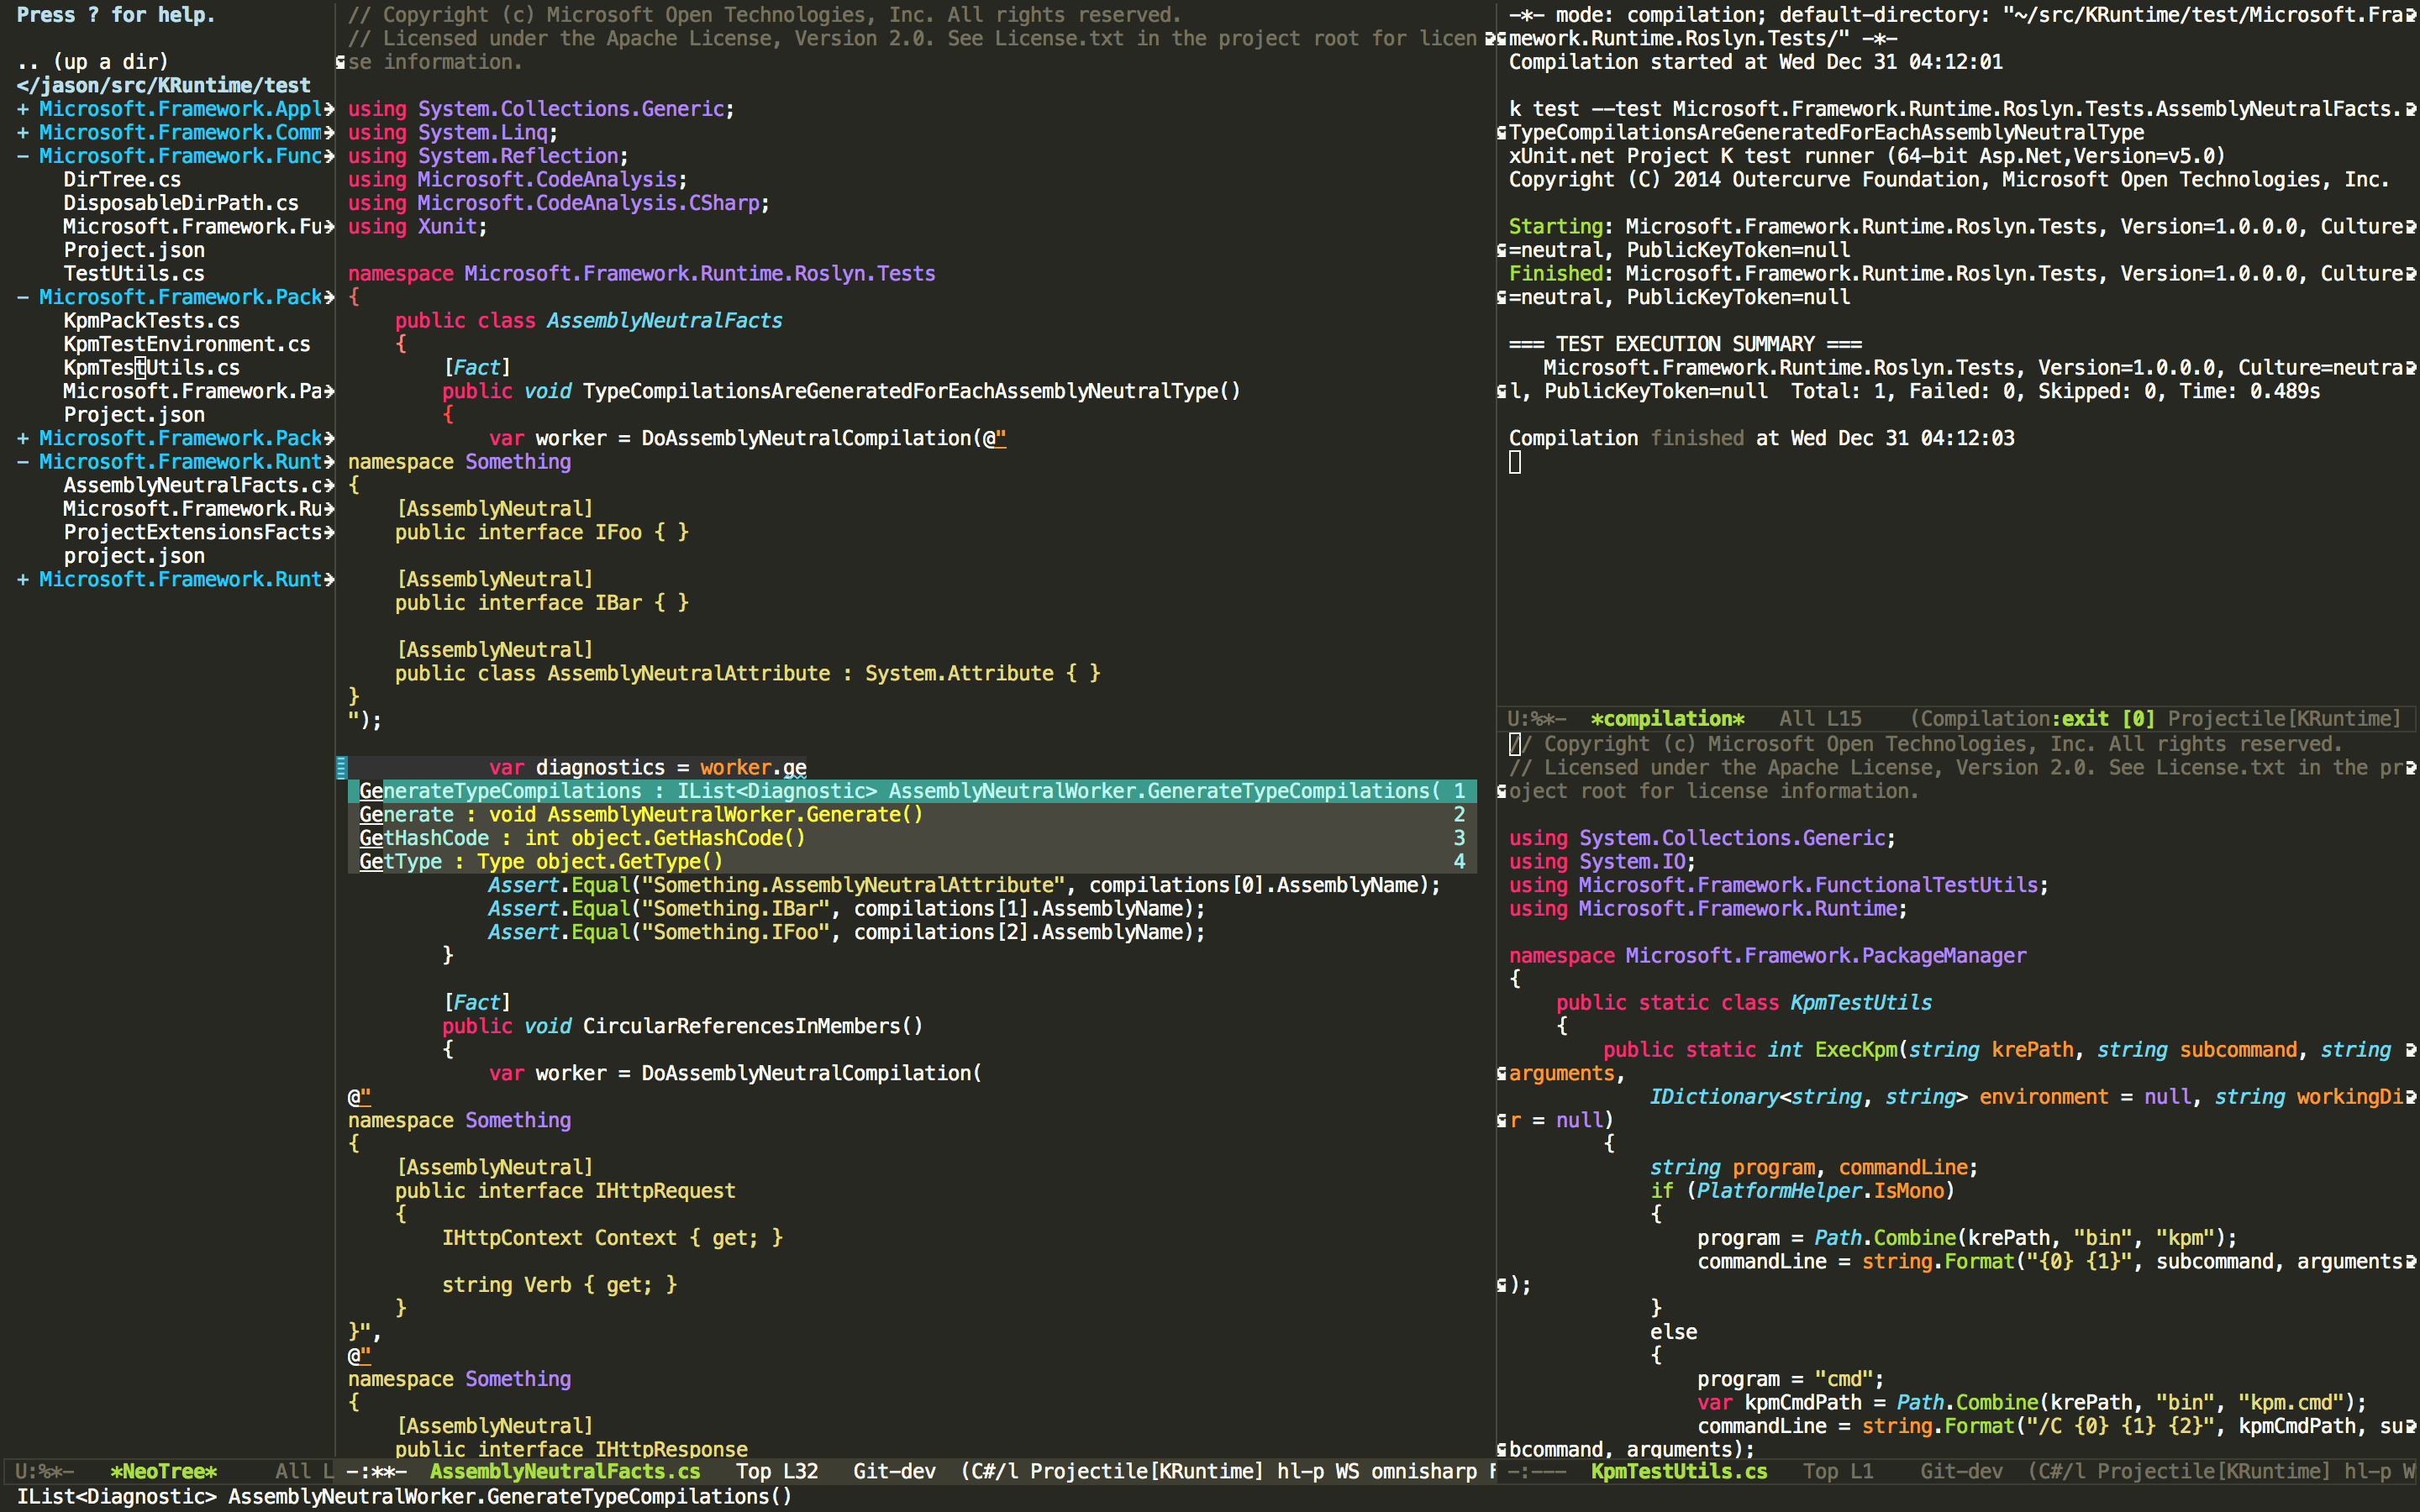 Press ? for help.
.. (up a dir)
</jason/src/KRuntime/test
+ Microsoft.Framework.Appl
+ Microsoft.Framework.Comm
- Microsoft.Framework.Func
DirTree.cs
DisposableDirPath.cs
Microsoft.Framework.Fu
Project.json
TestUtils.cs
- Microsoft.Framework.Pack
KpmPackTests.cs
KpmTestEnvironment.cs
KpmTestUtils.cs
Microsoft.Framework.Pa
Project.json
+ Microsoft.Framework.Pack
- Microsoft.Framework.Runt
AssemblyNeutralFacts.c
Microsoft.Framework.Ru
ProjectExtensionsFacts
project.json
+ Microsoft.Framework.Runt
U:%*-  *NeoTree*  All L
// Copyright (c) Microsoft Open Technologies, Inc. All rights reserved.
// Licensed under the Apache License, Version 2.0. See License.txt in the project root for licen
se information.
using System.Collections.Generic;
using System.Linq;
using System.Reflection;
using Microsoft.CodeAnalysis;
using Microsoft.CodeAnalysis.CSharp;
using Xunit;
namespace Microsoft.Framework.Runtime.Roslyn.Tests
{
public class AssemblyNeutralFacts
{
[Fact]
public void TypeCompilationsAreGeneratedForEachAssemblyNeutralType()
{
var worker = DoAssemblyNeutralCompilation(@"
namespace Something
{
[AssemblyNeutral]
public interface IFoo { }
[AssemblyNeutral]
public interface IBar { }
[AssemblyNeutral]
public class AssemblyNeutralAttribute : System.Attribute { }
}
");
var diagnostics = worker.ge
GenerateTypeCompilations : IList<Diagnostic> AssemblyNeutralWorker.GenerateTypeCompilations( 1
Generate : void AssemblyNeutralWorker.Generate() 2
GetHashCode : int object.GetHashCode() 3
GetType : Type object.GetType() 4
Assert.Equal("Something.AssemblyNeutralAttribute", compilations[0].AssemblyName);
Assert.Equal("Something.IBar", compilations[1].AssemblyName);
Assert.Equal("Something.IFoo", compilations[2].AssemblyName);
}
[Fact]
public void CircularReferencesInMembers()
{
var worker = DoAssemblyNeutralCompilation(
@"
namespace Something
{
[AssemblyNeutral]
public interface IHttpRequest
{
IHttpContext Context { get; }
string Verb { get; }
}
}",
@"
namespace Something
{
[AssemblyNeutral]
public interface IHttpResponse
-:**-  AssemblyNeutralFacts.cs  Top L32  Git-dev  (C#/l Projectile[KRuntime] hl-p WS omnisharp F
-*- mode: compilation; default-directory: "~/src/KRuntime/test/Microsoft.Fra
mework.Runtime.Roslyn.Tests/" -*-
Compilation started at Wed Dec 31 04:12:01
k test --test Microsoft.Framework.Runtime.Roslyn.Tests.AssemblyNeutralFacts.
TypeCompilationsAreGeneratedForEachAssemblyNeutralType
xUnit.net Project K test runner (64-bit Asp.Net,Version=v5.0)
Copyright (C) 2014 Outercurve Foundation, Microsoft Open Technologies, Inc.
Starting: Microsoft.Framework.Runtime.Roslyn.Tests, Version=1.0.0.0, Culture
=neutral, PublicKeyToken=null
Finished: Microsoft.Framework.Runtime.Roslyn.Tests, Version=1.0.0.0, Culture
=neutral, PublicKeyToken=null
=== TEST EXECUTION SUMMARY ===
Microsoft.Framework.Runtime.Roslyn.Tests, Version=1.0.0.0, Culture=neutra
l, PublicKeyToken=null  Total: 1, Failed: 0, Skipped: 0, Time: 0.489s
Compilation finished at Wed Dec 31 04:12:03
U:%*-  *compilation*  All L15  (Compilation:exit [0] Projectile[KRuntime]
// Copyright (c) Microsoft Open Technologies, Inc. All rights reserved.
// Licensed under the Apache License, Version 2.0. See License.txt in the pr
oject root for license information.
using System.Collections.Generic;
using System.IO;
using Microsoft.Framework.FunctionalTestUtils;
using Microsoft.Framework.Runtime;
namespace Microsoft.Framework.PackageManager
{
public static class KpmTestUtils
{
public static int ExecKpm(string krePath, string subcommand, string
arguments,
IDictionary<string, string> environment = null, string workingDi
r = null)
{
string program, commandLine;
if (PlatformHelper.IsMono)
{
program = Path.Combine(krePath, "bin", "kpm");
commandLine = string.Format("{0} {1}", subcommand, arguments
);
}
else
{
program = "cmd";
var kpmCmdPath = Path.Combine(krePath, "bin", "kpm.cmd");
commandLine = string.Format("/C {0} {1} {2}", kpmCmdPath, su
bcommand, arguments);
-:---  KpmTestUtils.cs  Top L1  Git-dev  (C#/l Projectile[KRuntime] hl-p W
IList<Diagnostic> AssemblyNeutralWorker.GenerateTypeCompilations()